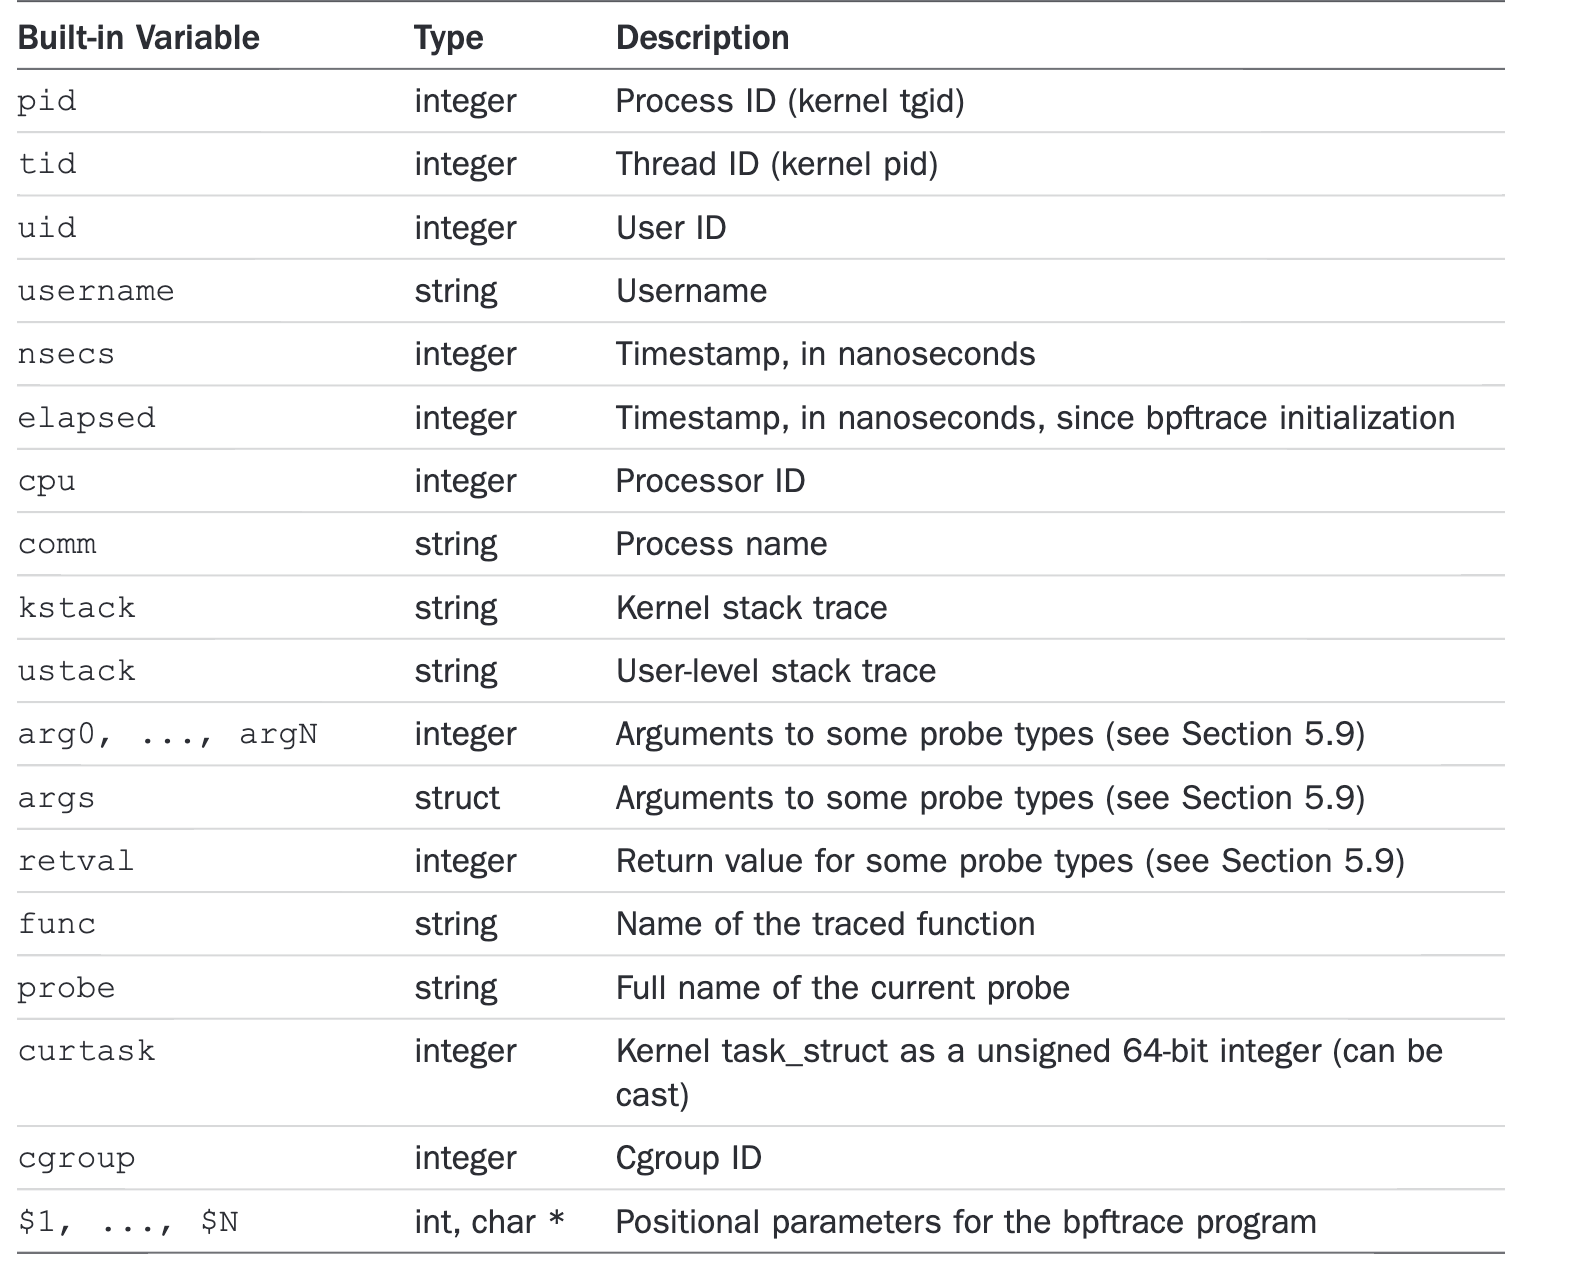 Built-in Variable Type Description
pid integer Process ID (kernel tgid)
tid integer Thread ID (kernel pid)
uid integer User ID
username string Username
nsecs integer Timestamp, in nanoseconds
elapsed integer Timestamp, in nanoseconds, since bpftrace initialization
cpu integer Processor ID
comm string Process name
kstack string Kernel stack trace
ustack string User-level stack trace
arg0, ..., argN integer Arguments to some probe types (see Section 5.9)
args struct Arguments to some probe types (see Section 5.9)
retval integer Return value for some probe types (see Section 5.9)
func string Name of the traced function
probe string Full name of the current probe
curtask integer Kernel task_struct as a unsigned 64-bit integer (can be
cast)
cgroup integer Cgroup ID
$1, ..., $N int, char * Positional parameters for the bpftrace program